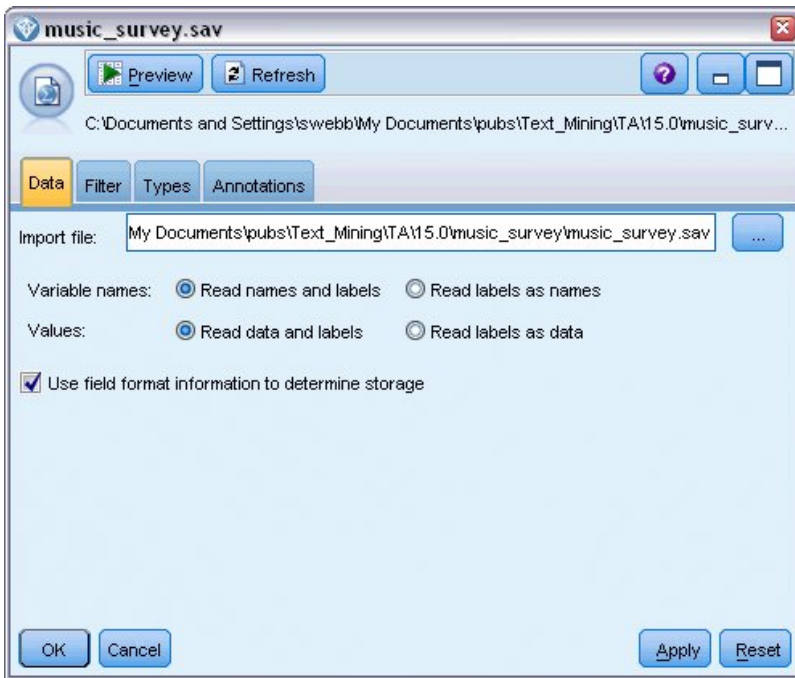 music_survey.sav
Preview Refresh ?
C:\Documents and Settings\swebb\My Documents\pubs\Text_Mining\TA\15.0\music_surv...
Data Filter Types Annotations
Import file: My Documents\pubs\Text_Mining\TA\15.0\music_survey\music_survey.sav ...
Variable names: Read names and labels Read labels as names
Values: Read data and labels Read labels as data
Use field format information to determine storage
OK Cancel Apply Reset